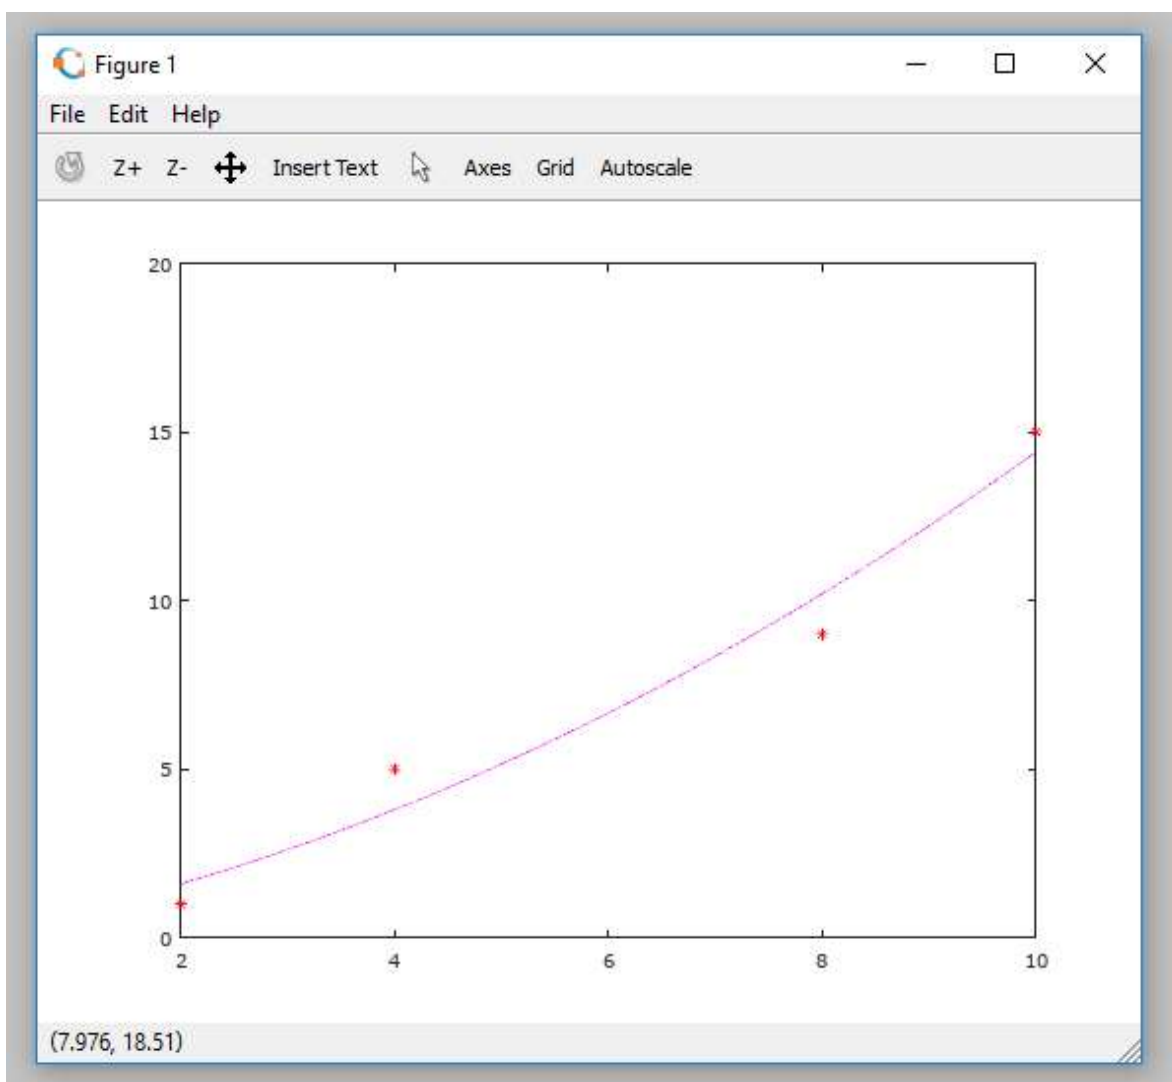 Figure 1
File Edit Help
Z+ Z- Insert Text Axes Grid Autoscale
20
15
10
5
0
2 4 6 8 10
(7.976, 18.51)